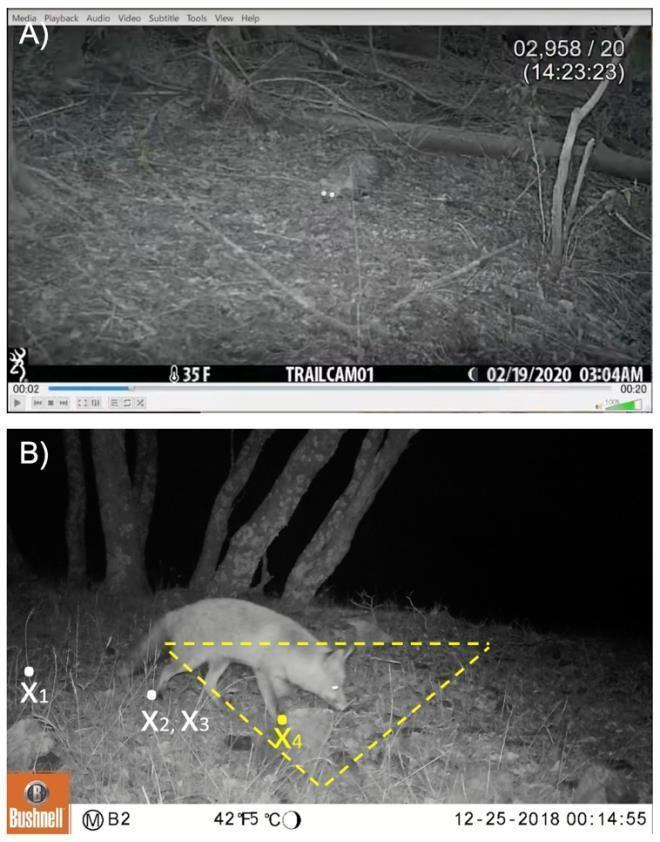 Media Playback Audio Video Subtitle Tools View Help
A)
02,958 / 20
(14:23:23)
35 F TRAILCAM01 02/19/2020 03:04AM
00:02 00:20
100%
B)
X1
X2, X3
X4
B
Bushnell
M B2 42°F5 °C 12-25-2018 00:14:55